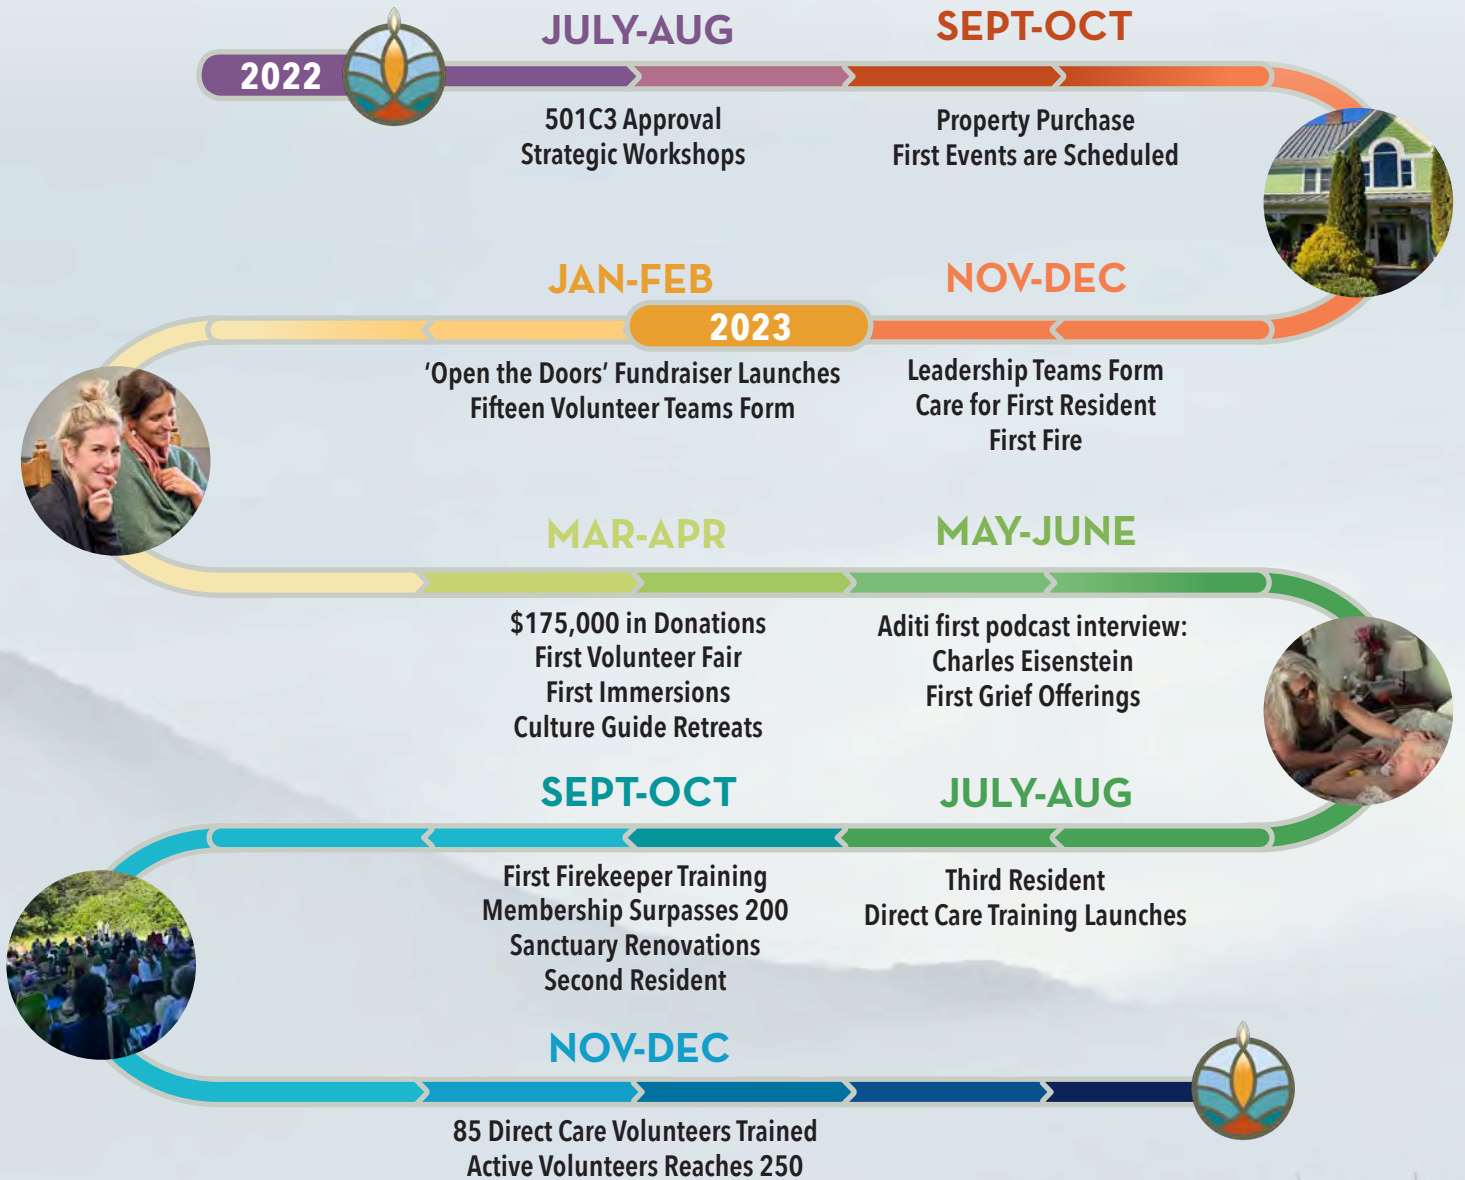 2022
JULY-AUG
501C3 Approval
Strategic Workshops
SEPT-OCT
Property Purchase
First Events are Scheduled
NOV-DEC
Leadership Teams Form
Care for First Resident
First Fire
2023
JAN-FEB
‘Open the Doors’ Fundraiser Launches
Fifteen Volunteer Teams Form
MAR-APR
$175,000 in Donations
First Volunteer Fair
First Immersions
Culture Guide Retreats
MAY-JUNE
Aditi first podcast interview:
Charles Eisenstein
First Grief Offerings
JULY-AUG
Third Resident
Direct Care Training Launches
SEPT-OCT
First Firekeeper Training
Membership Surpasses 200
Sanctuary Renovations
Second Resident
NOV-DEC
85 Direct Care Volunteers Trained
Active Volunteers Reaches 250